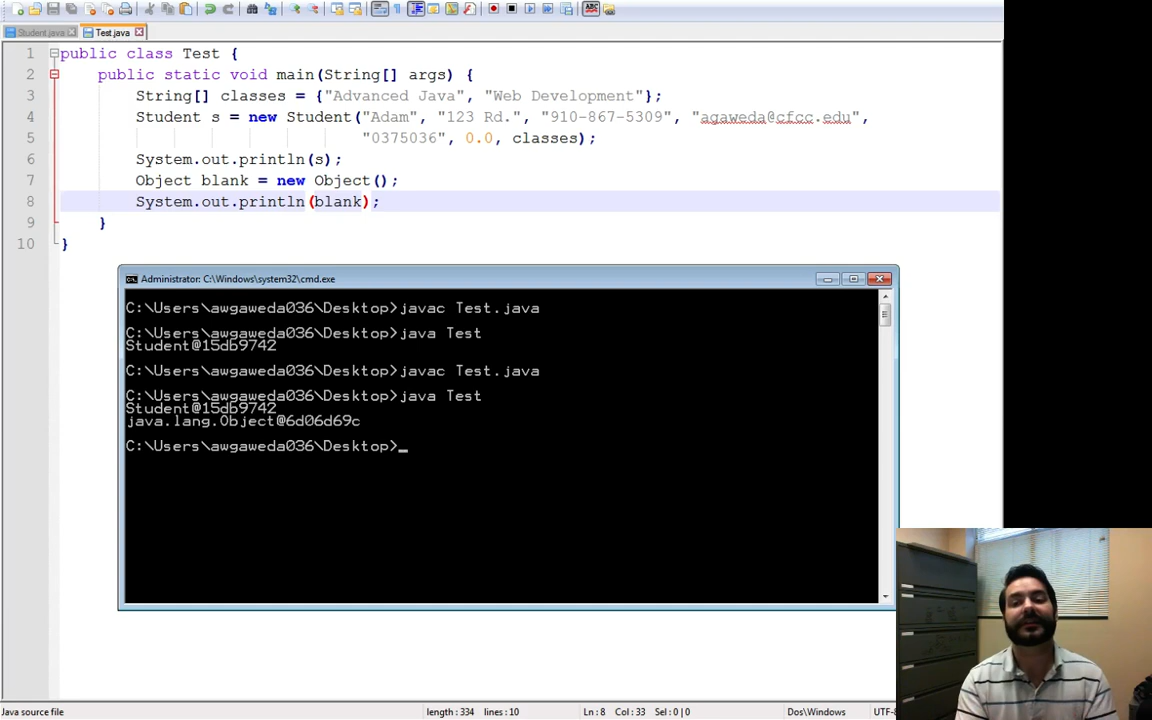 Student.java
Test.java
1 public class Test {
2 public static void main(String[] args) {
3 String[] classes = {"Advanced Java", "Web Development"};
4 Student s = new Student("Adam", "123 Rd.", "910-867-5309", "agaweda@cfcc.edu",
5 "0375036", 0.0, classes);
6 System.out.println(s);
7 Object blank = new Object();
8 System.out.println(blank);
9 }
10 }
Administrator: C:\Windows\system32\cmd.exe
C:\Users\awgaweda036\Desktop>javac Test.java
C:\Users\awgaweda036\Desktop>java Test
Student@15db9742
C:\Users\awgaweda036\Desktop>javac Test.java
C:\Users\awgaweda036\Desktop>java Test
Student@15db9742
java.lang.Object@6d06d69c
C:\Users\awgaweda036\Desktop>_
Java source file length : 334 lines : 10 Ln : 8 Col : 33 Sel : 0 | 0 Dos\Windows UTF-8